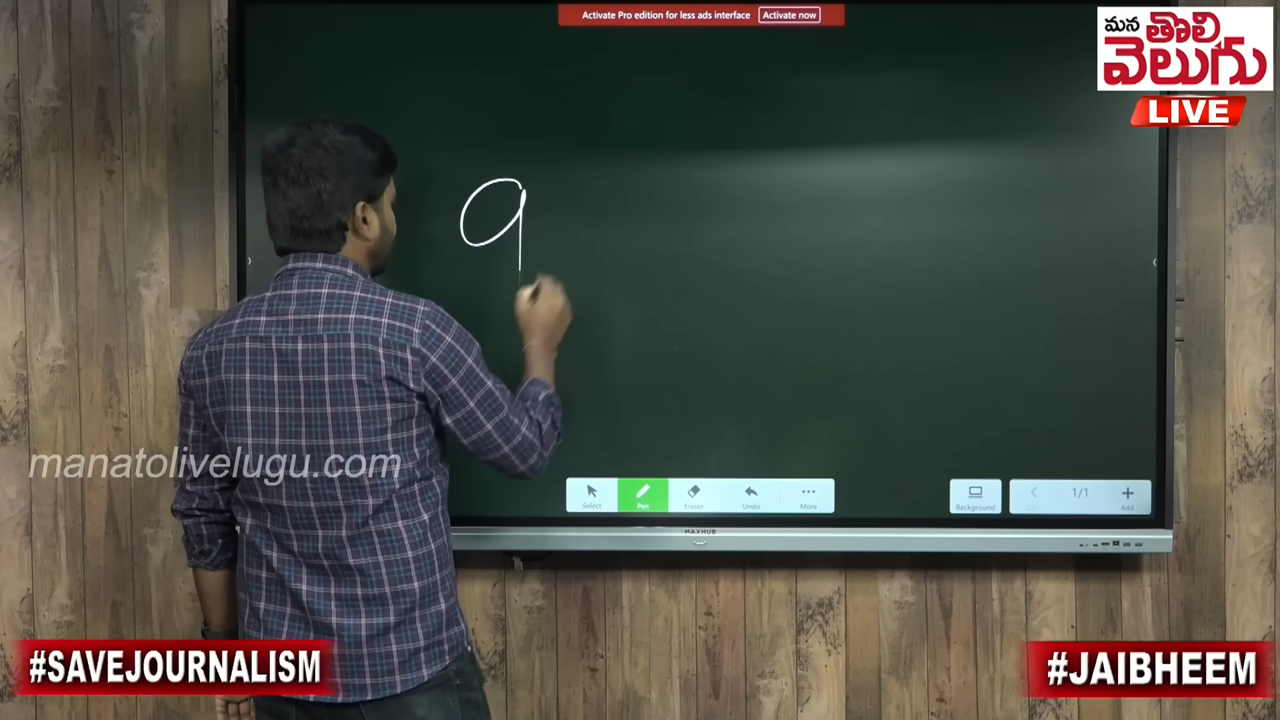 Activate Pro edition for less ads interface Activate now
మన తొలి
వెలుగు
LIVE
9
manatolivelugu.com
Select Pen Eraser Undo More
Background 1/1 Add
MAXHUB
#SAVEJOURNALISM
#JAIBHEEM